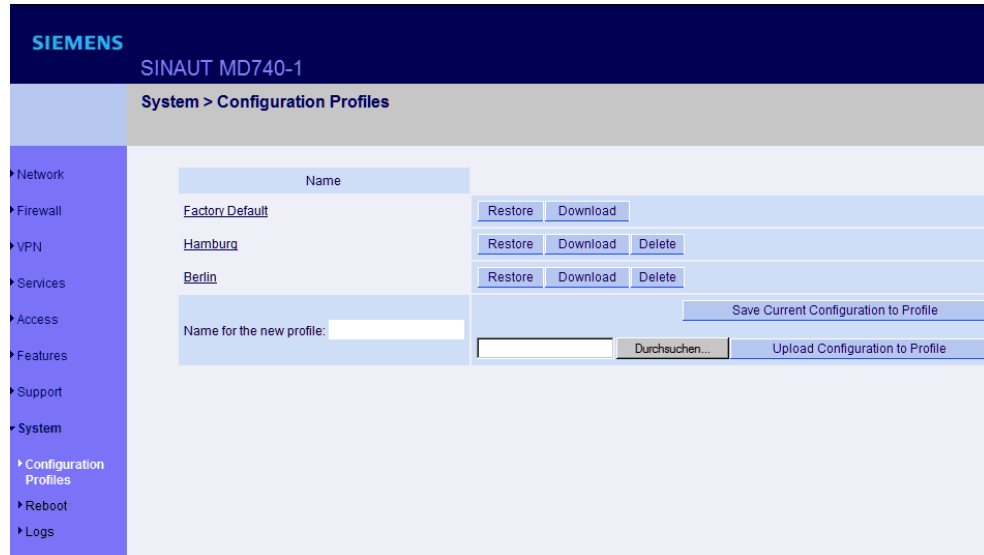 SIEMENS
SINAUT MD740-1
System > Configuration Profiles
Network
Firewall
VPN
Services
Access
Features
Support
System
Configuration
Profiles
Reboot
Logs
Name
Factory Default
Restore Download
Hamburg
Restore Download Delete
Berlin
Restore Download Delete
Name for the new profile:
Save Current Configuration to Profile
Durchsuchen...
Upload Configuration to Profile